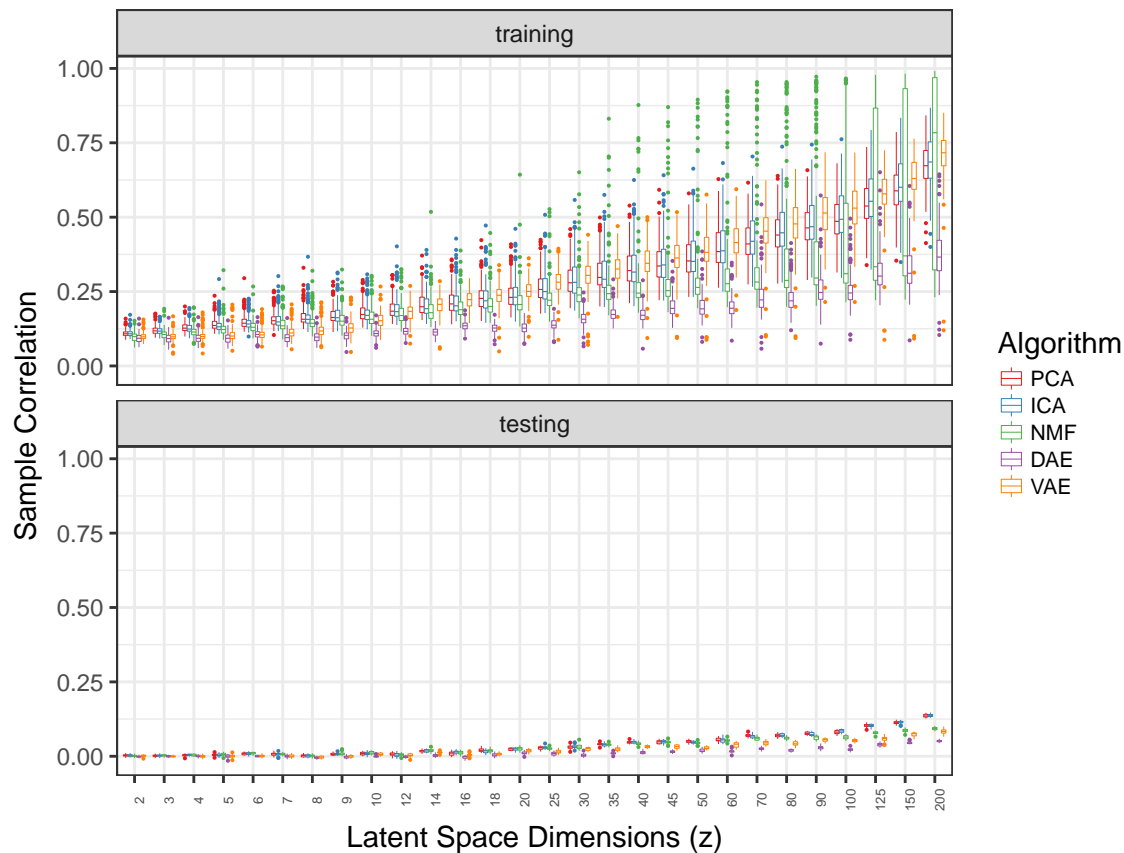 training
1.00
0.75
0.50
0.25
0.00
testing
1.00
0.75
0.50
0.25
0.00
Sample Correlation
2 3 4 5 6 7 8 9 10 12 14 16 18 20 25 30 35 40 45 50 60 70 80 90 100 125 150 200
Latent Space Dimensions (z)
Algorithm
PCA
ICA
NMF
DAE
VAE